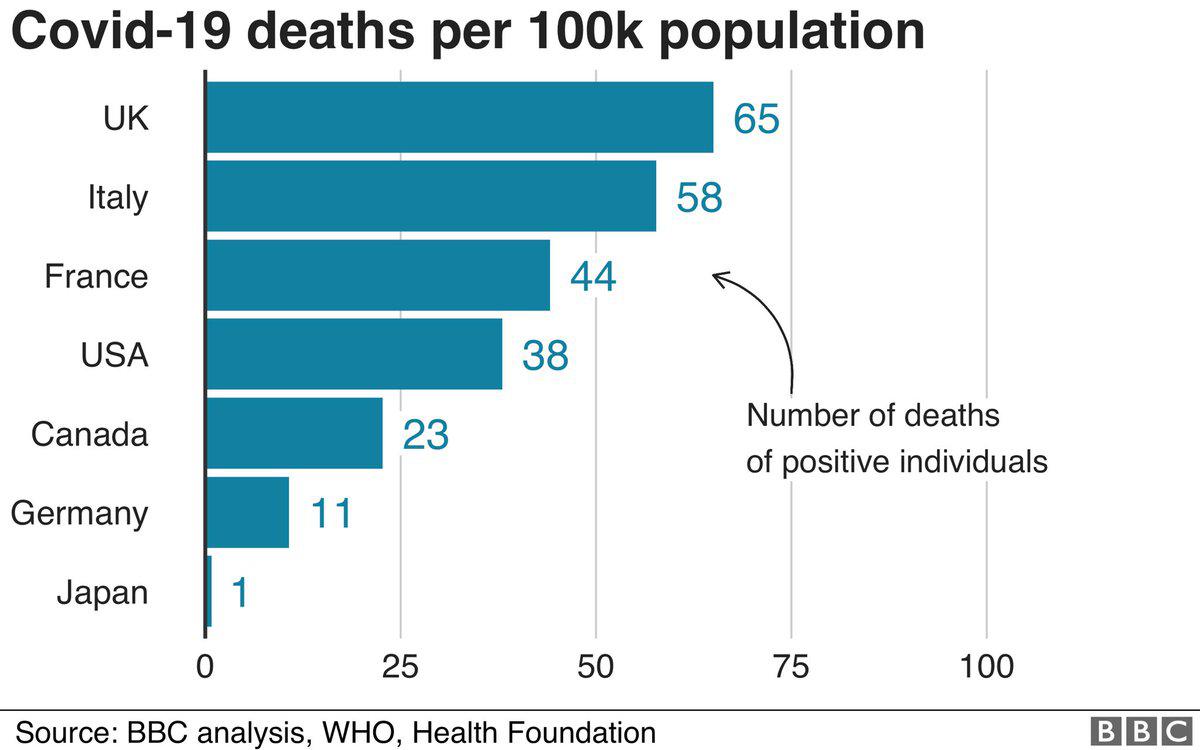 Covid-19 deaths per 100k population
UK 65
Italy 58
France 44
USA 38
Canada 23
Germany 11
Japan 1
Number of deaths
of positive individuals
0 25 50 75 100
Source: BBC analysis, WHO, Health Foundation
BBC